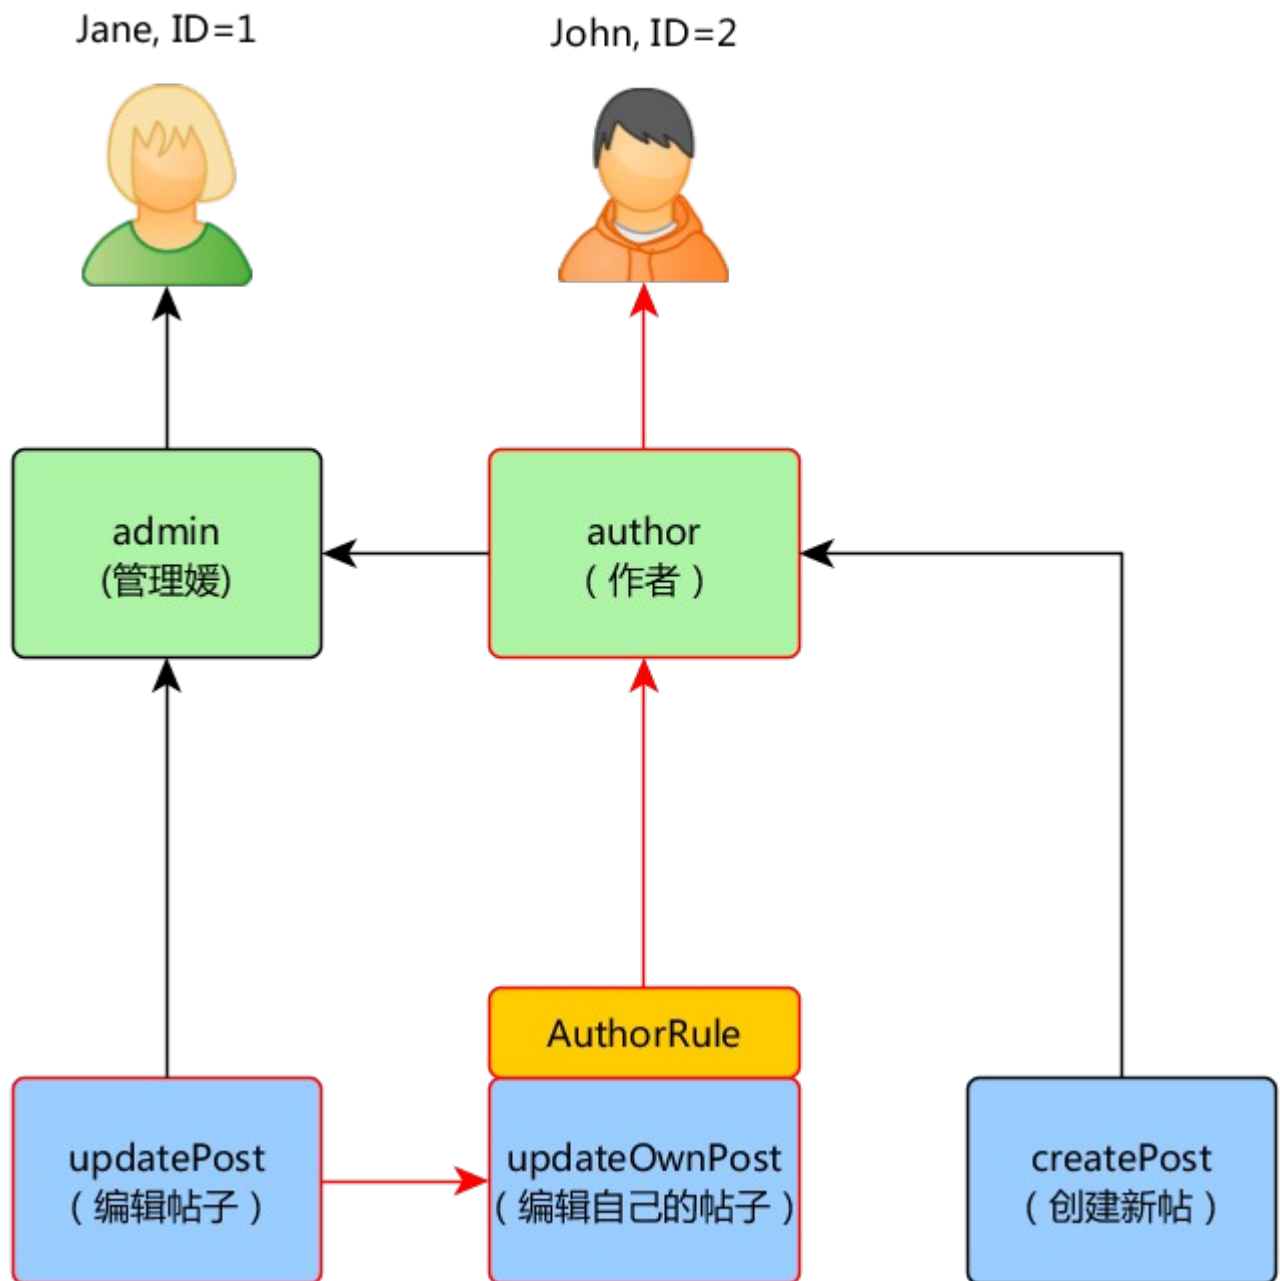 Jane, ID=1
John, ID=2
admin
(管理媛)
author
（作者）
AuthorRule
updatePost
（编辑帖子）
updateOwnPost
（编辑自己的帖子）
createPost
（创建新帖）